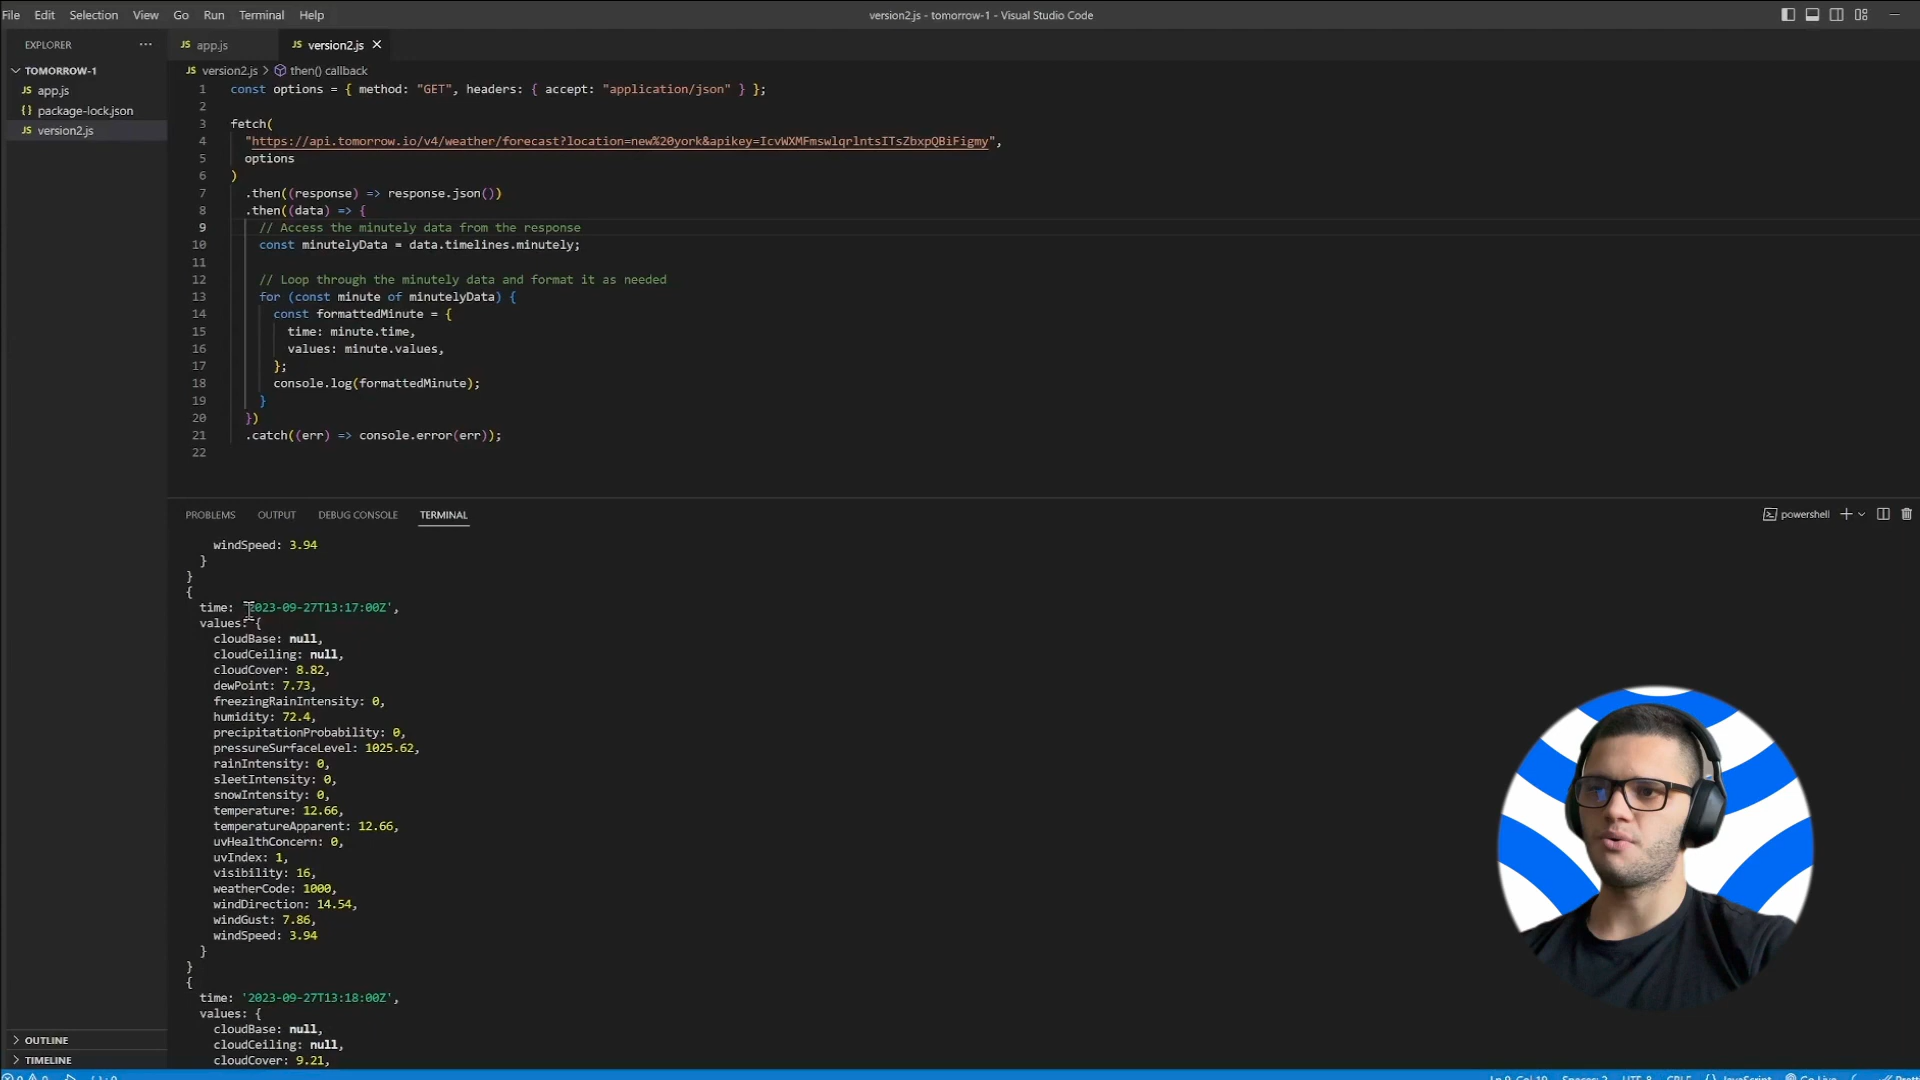 File Edit Selection View Go Run Terminal Help
version2.js - tomorrow-1 - Visual Studio Code
EXPLORER
TOMORROW-1
app.js
package-lock.json
version2.js
OUTLINE
TIMELINE
JS app.js
JS version2.js
JS version2.js > then() callback
1 const options = { method: "GET", headers: { accept: "application/json" } };
2
3 fetch(
4 "https://api.tomorrow.io/v4/weather/forecast?location=new%20york&apikey=IcvWXMFmswlqrlntsITsZbxpQBiFigmy",
5 options
6 )
7 .then((response) => response.json())
8 .then((data) => {
9 // Access the minutely data from the response
10 const minutelyData = data.timelines.minutely;
11
12 // Loop through the minutely data and format it as needed
13 for (const minute of minutelyData) {
14 const formattedMinute = {
15 time: minute.time,
16 values: minute.values,
17 };
18 console.log(formattedMinute);
19 }
20 })
21 .catch((err) => console.error(err));
22
PROBLEMS OUTPUT DEBUG CONSOLE TERMINAL
powershell
windSpeed: 3.94
}
}
{
time: '2023-09-27T13:17:00Z',
values: {
cloudBase: null,
cloudCeiling: null,
cloudCover: 8.82,
dewPoint: 7.73,
freezingRainIntensity: 0,
humidity: 72.4,
precipitationProbability: 0,
pressureSurfaceLevel: 1025.62,
rainIntensity: 0,
sleetIntensity: 0,
snowIntensity: 0,
temperature: 12.66,
temperatureApparent: 12.66,
uvHealthConcern: 0,
uvIndex: 1,
visibility: 16,
weatherCode: 1000,
windDirection: 14.54,
windGust: 7.86,
windSpeed: 3.94
}
}
{
time: '2023-09-27T13:18:00Z',
values: {
cloudBase: null,
cloudCeiling: null,
cloudCover: 9.21,